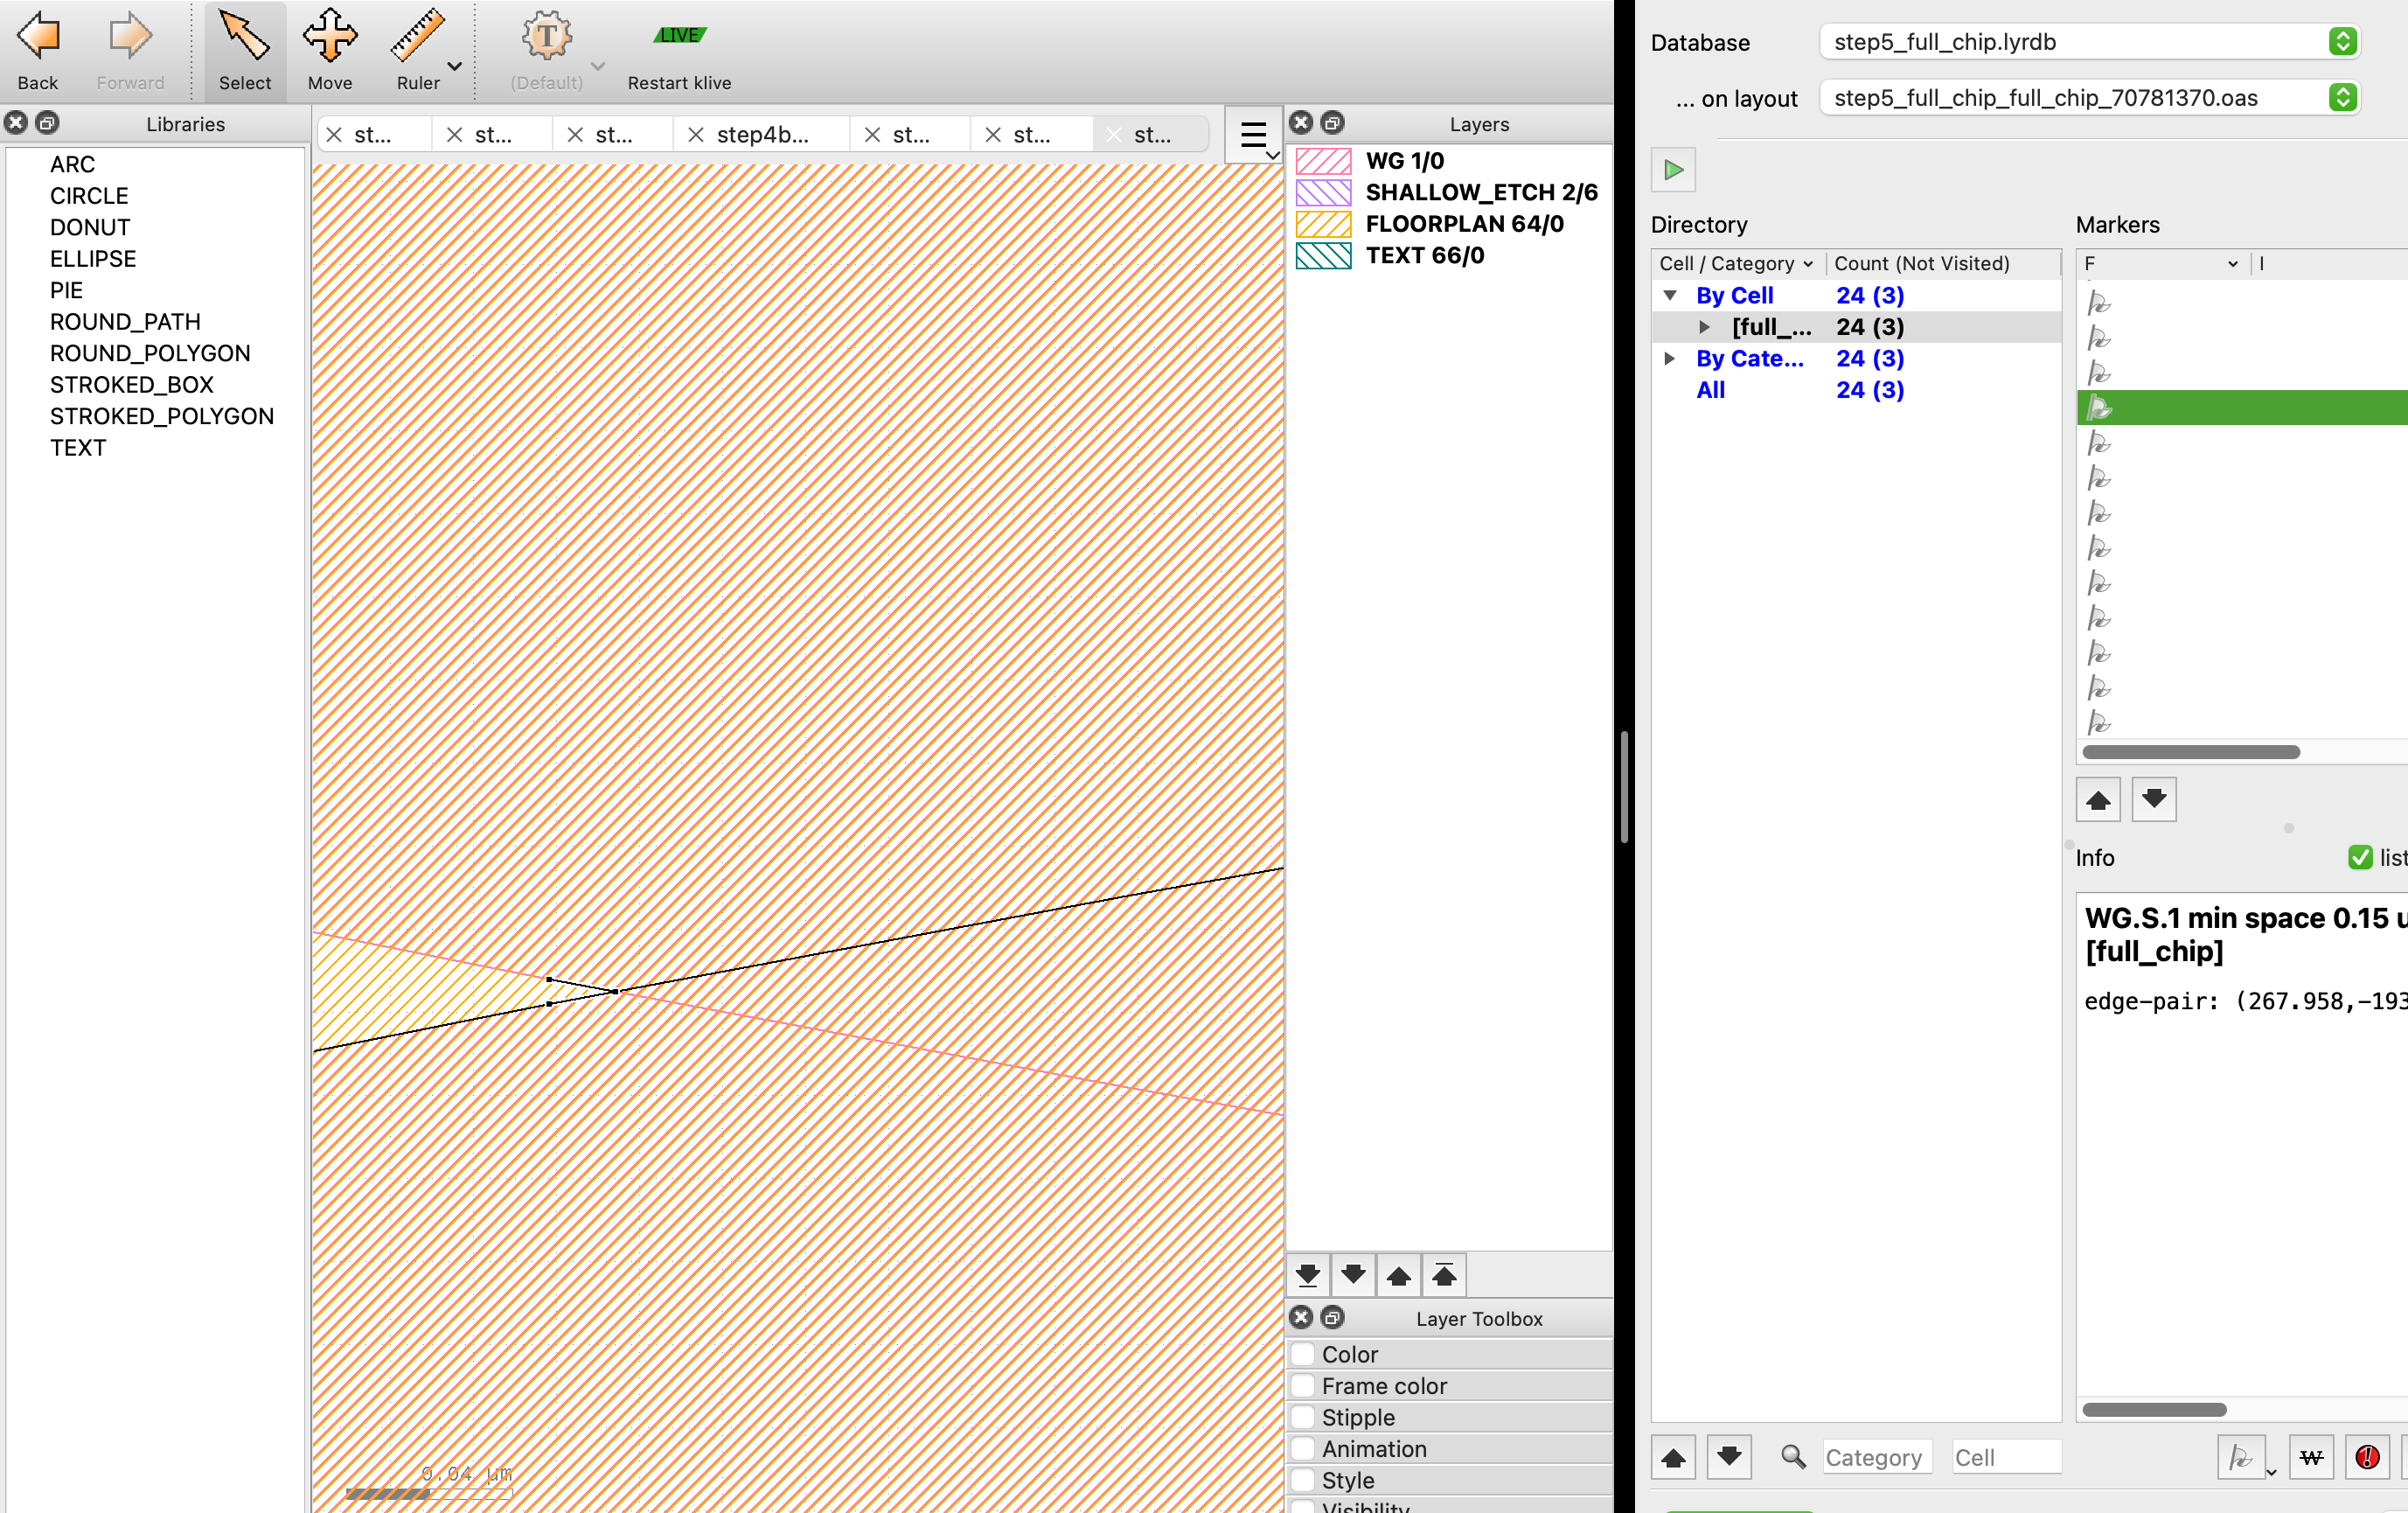 Back
Forward
Select
Move
Ruler
T
(Default)
LIVE
Restart klive
Libraries
ARC
CIRCLE
DONUT
ELLIPSE
PIE
ROUND_PATH
ROUND_POLYGON
STROKED_BOX
STROKED_POLYGON
TEXT
st...
st...
st...
step4b...
st...
st...
st...
0.04 µm
Layers
WG 1/0
SHALLOW_ETCH 2/6
FLOORPLAN 64/0
TEXT 66/0
Layer Toolbox
Color
Frame color
Stipple
Animation
Style
Visibility
Database
step5_full_chip.lyrdb
... on layout
step5_full_chip_full_chip_70781370.oas
Directory
Cell / Category
Count (Not Visited)
By Cell 24 (3)
[full_... 24 (3)
By Cate... 24 (3)
All 24 (3)
Category
Cell
Markers
F
I
Info
list
WG.S.1 min space 0.15 u
[full_chip]
edge-pair: (267.958,-193
W